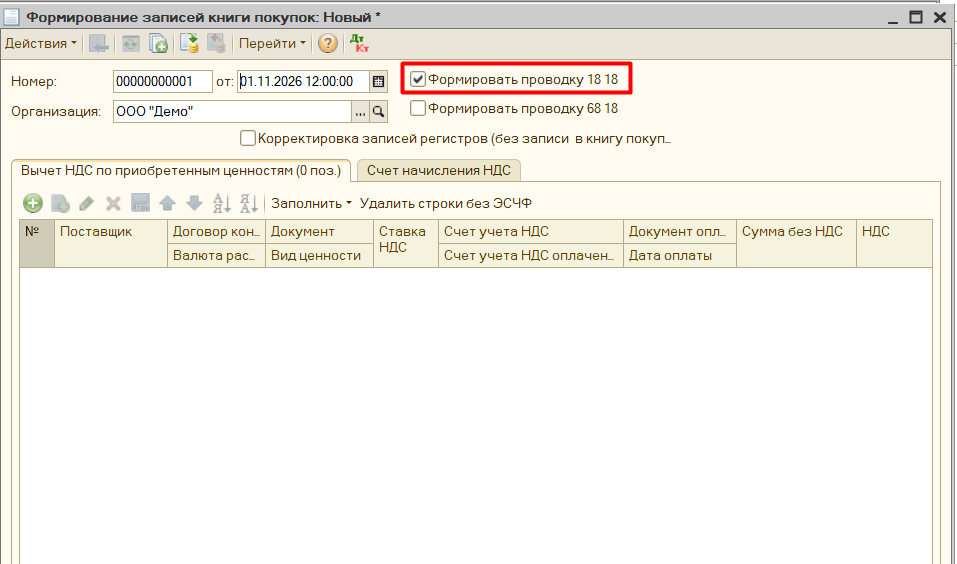 Формирование записей книги покупок: Новый *
Действия Перейти Дт Кт
Номер: 00000000001 от: 01.11.2026 12:00:00 Формировать проводку 18 18
Организация: ООО "Демо" ... Формировать проводку 68 18
Корректировка записей регистров (без записи в книгу покуп...
Вычет НДС по приобретенным ценностям (0 поз.) Счет начисления НДС
Заполнить Удалить строки без ЭСЧФ
№ Поставщик Договор кон... Документ Ставка НДС Счет учета НДС Документ опл... Сумма без НДС НДС
Валюта рас... Вид ценности Счет учета НДС оплачен... Дата оплаты